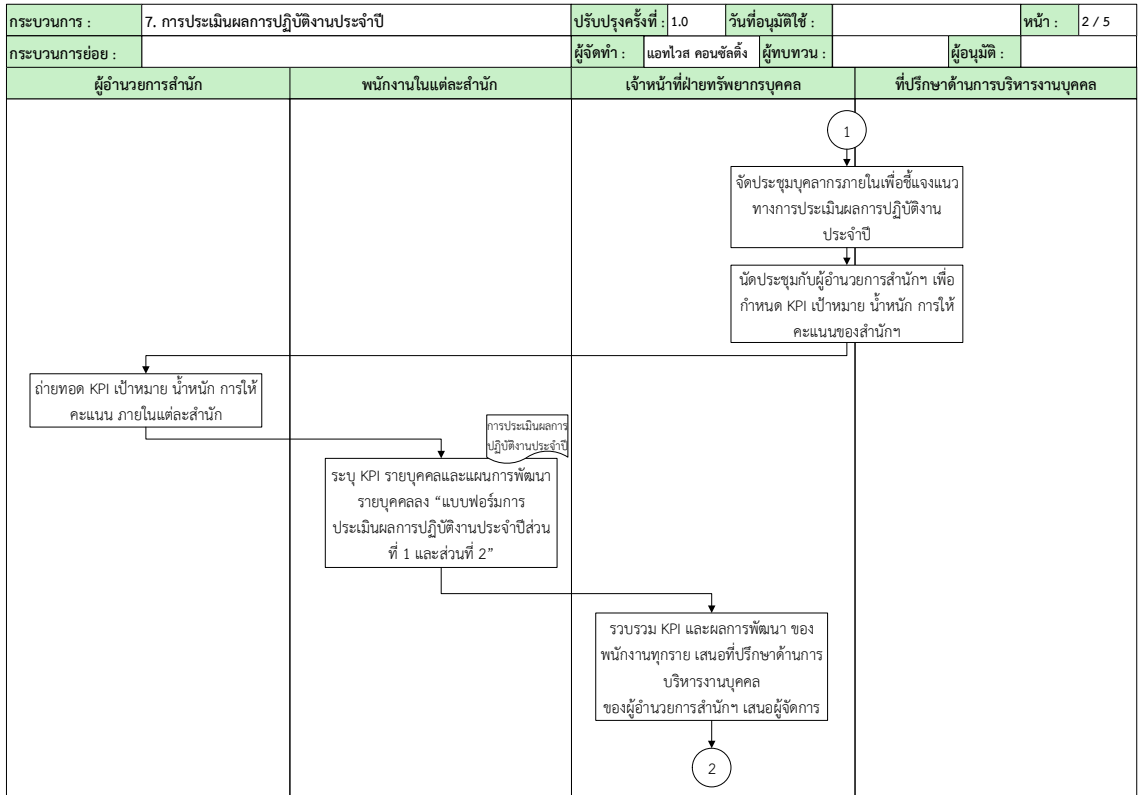 กระบวนการ : 7. การประเมินผลการปฏิบัติงานประจำปี ปรับปรุงครั้งที่ : 1.0 วันที่อนุมัติใช้ : หน้า : 2 / 5
กระบวนการย่อย : ผู้จัดทำ : แอทไวส คอนซัลติ้ง ผู้ทบทวน : ผู้อนุมัติ :
ผู้อำนวยการสำนัก พนักงานในแต่ละสำนัก เจ้าหน้าที่ฝ่ายทรัพยากรบุคคล ที่ปรึกษาด้านการบริหารงานบุคคล
1
จัดประชุมบุคลากรภายในเพื่อชี้แจงแนว
ทางการประเมินผลการปฏิบัติงาน
ประจำปี
นัดประชุมกับผู้อำนวยการสำนักฯ เพื่อ
กำหนด KPI เป้าหมาย น้ำหนัก การให้
คะแนนของสำนักฯ
ถ่ายทอด KPI เป้าหมาย น้ำหนัก การให้
คะแนน ภายในแต่ละสำนัก
การประเมินผลการ
ปฏิบัติงานประจำปี
ระบุ KPI รายบุคคลและแผนการพัฒนา
รายบุคคลลง “แบบฟอร์มการ
ประเมินผลการปฏิบัติงานประจำปีส่วน
ที่ 1 และส่วนที่ 2”
รวบรวม KPI และผลการพัฒนา ของ
พนักงานทุกราย เสนอที่ปรึกษาด้านการ
บริหารงานบุคคล
ของผู้อำนวยการสำนักฯ เสนอผู้จัดการ
2